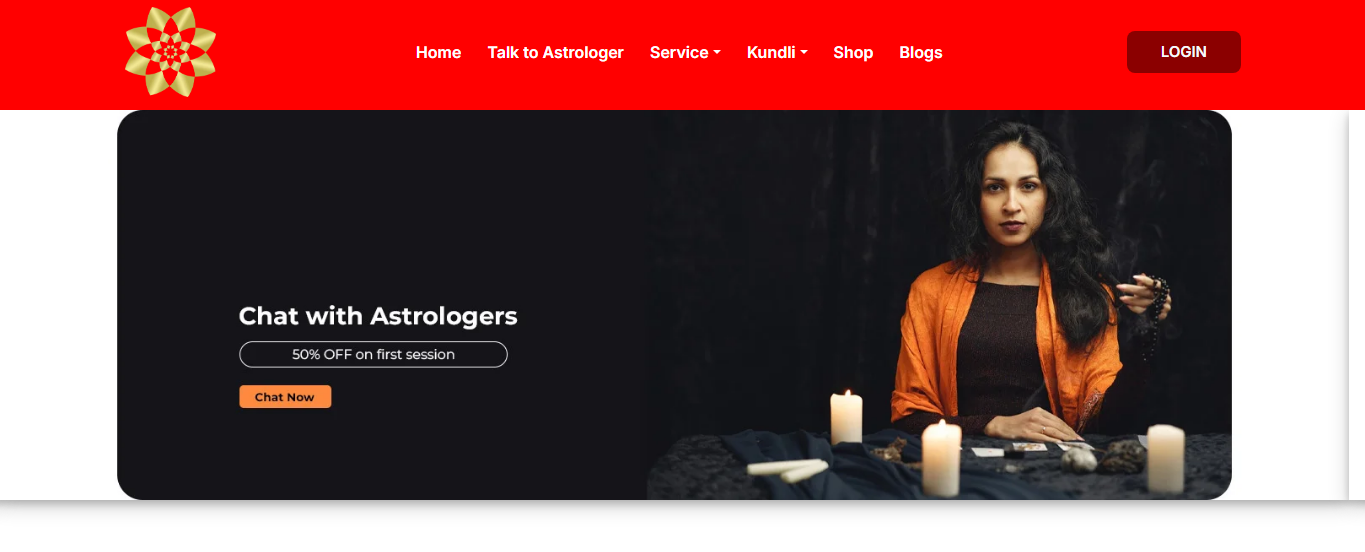 Home Talk to Astrologer Service Kundli Shop Blogs LOGIN
Chat with Astrologers
50% OFF on first session
Chat Now